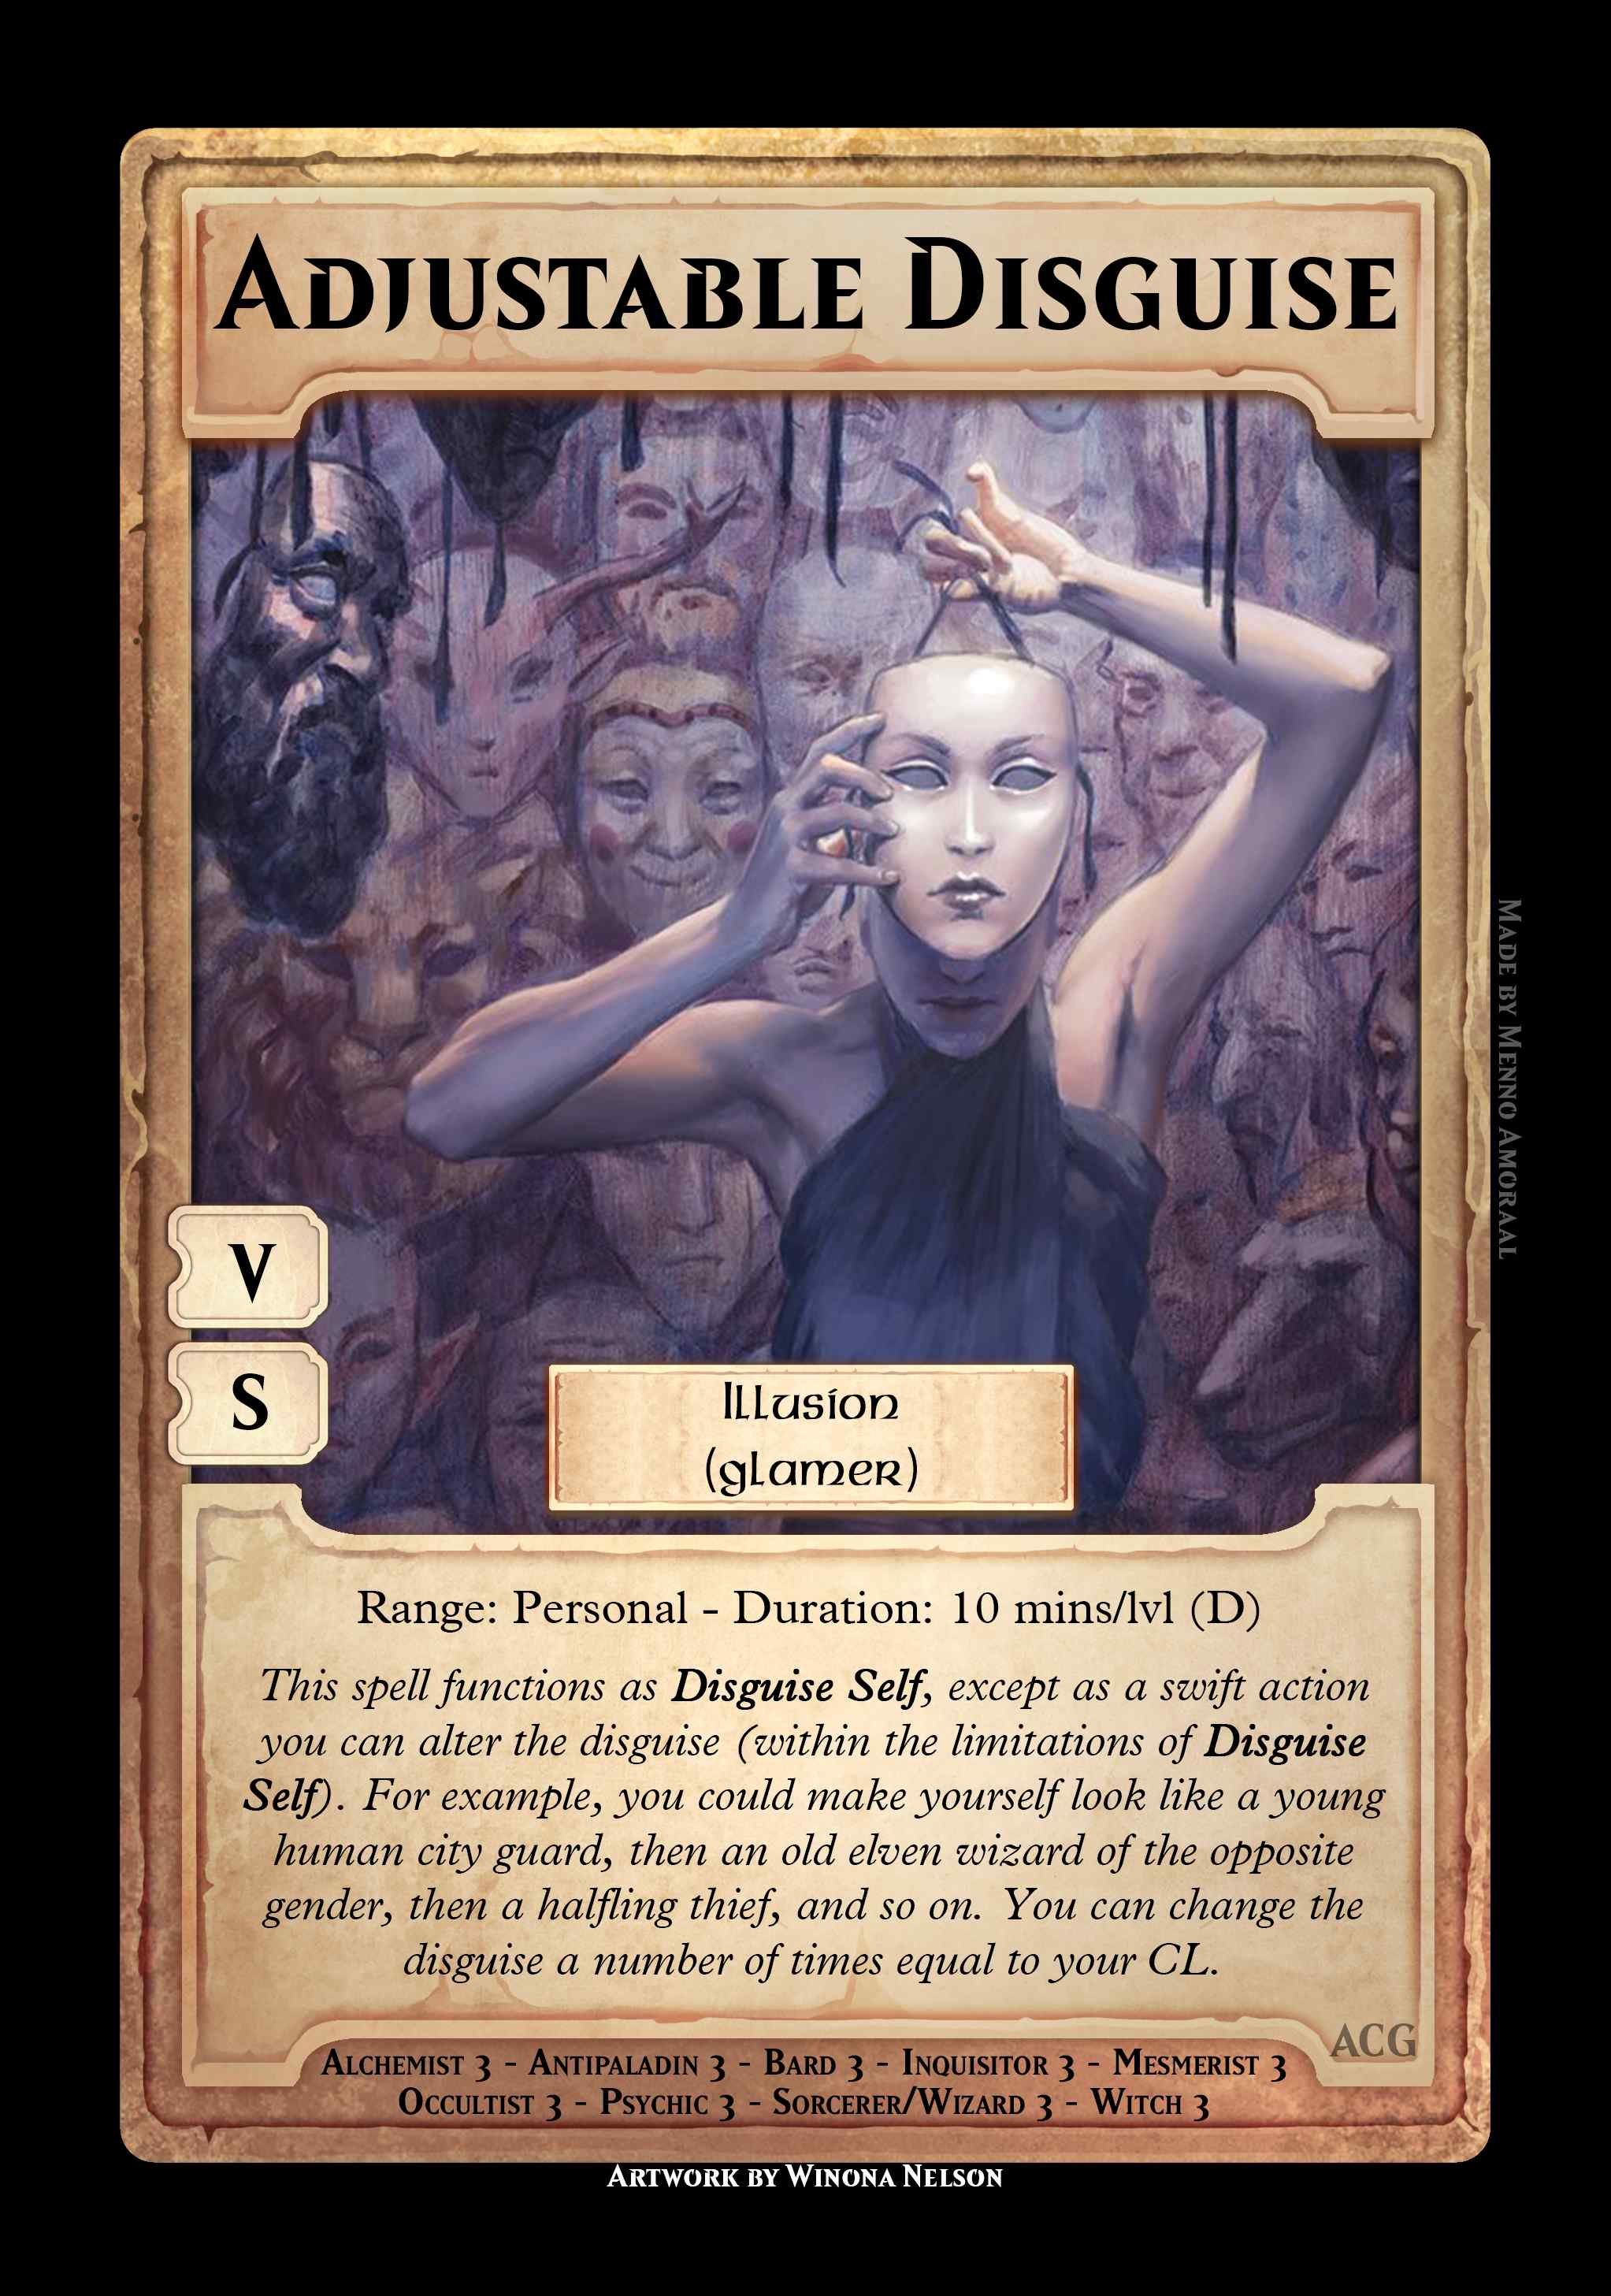 Adjustable Disguise
V
S
Illusion
(glamer)
Range: Personal - Duration: 10 mins/lvl (D)
This spell functions as Disguise Self, except as a swift action
you can alter the disguise (within the limitations of Disguise
Self). For example, you could make yourself look like a young
human city guard, then an old elven wizard of the opposite
gender, then a halfling thief, and so on. You can change the
disguise a number of times equal to your CL.
ACG
Alchemist 3 - Antipaladin 3 - Bard 3 - Inquisitor 3 - Mesmerist 3
Occultist 3 - Psychic 3 - Sorcerer/Wizard 3 - Witch 3
Artwork by Winona Nelson
Made by Menno Amoraal